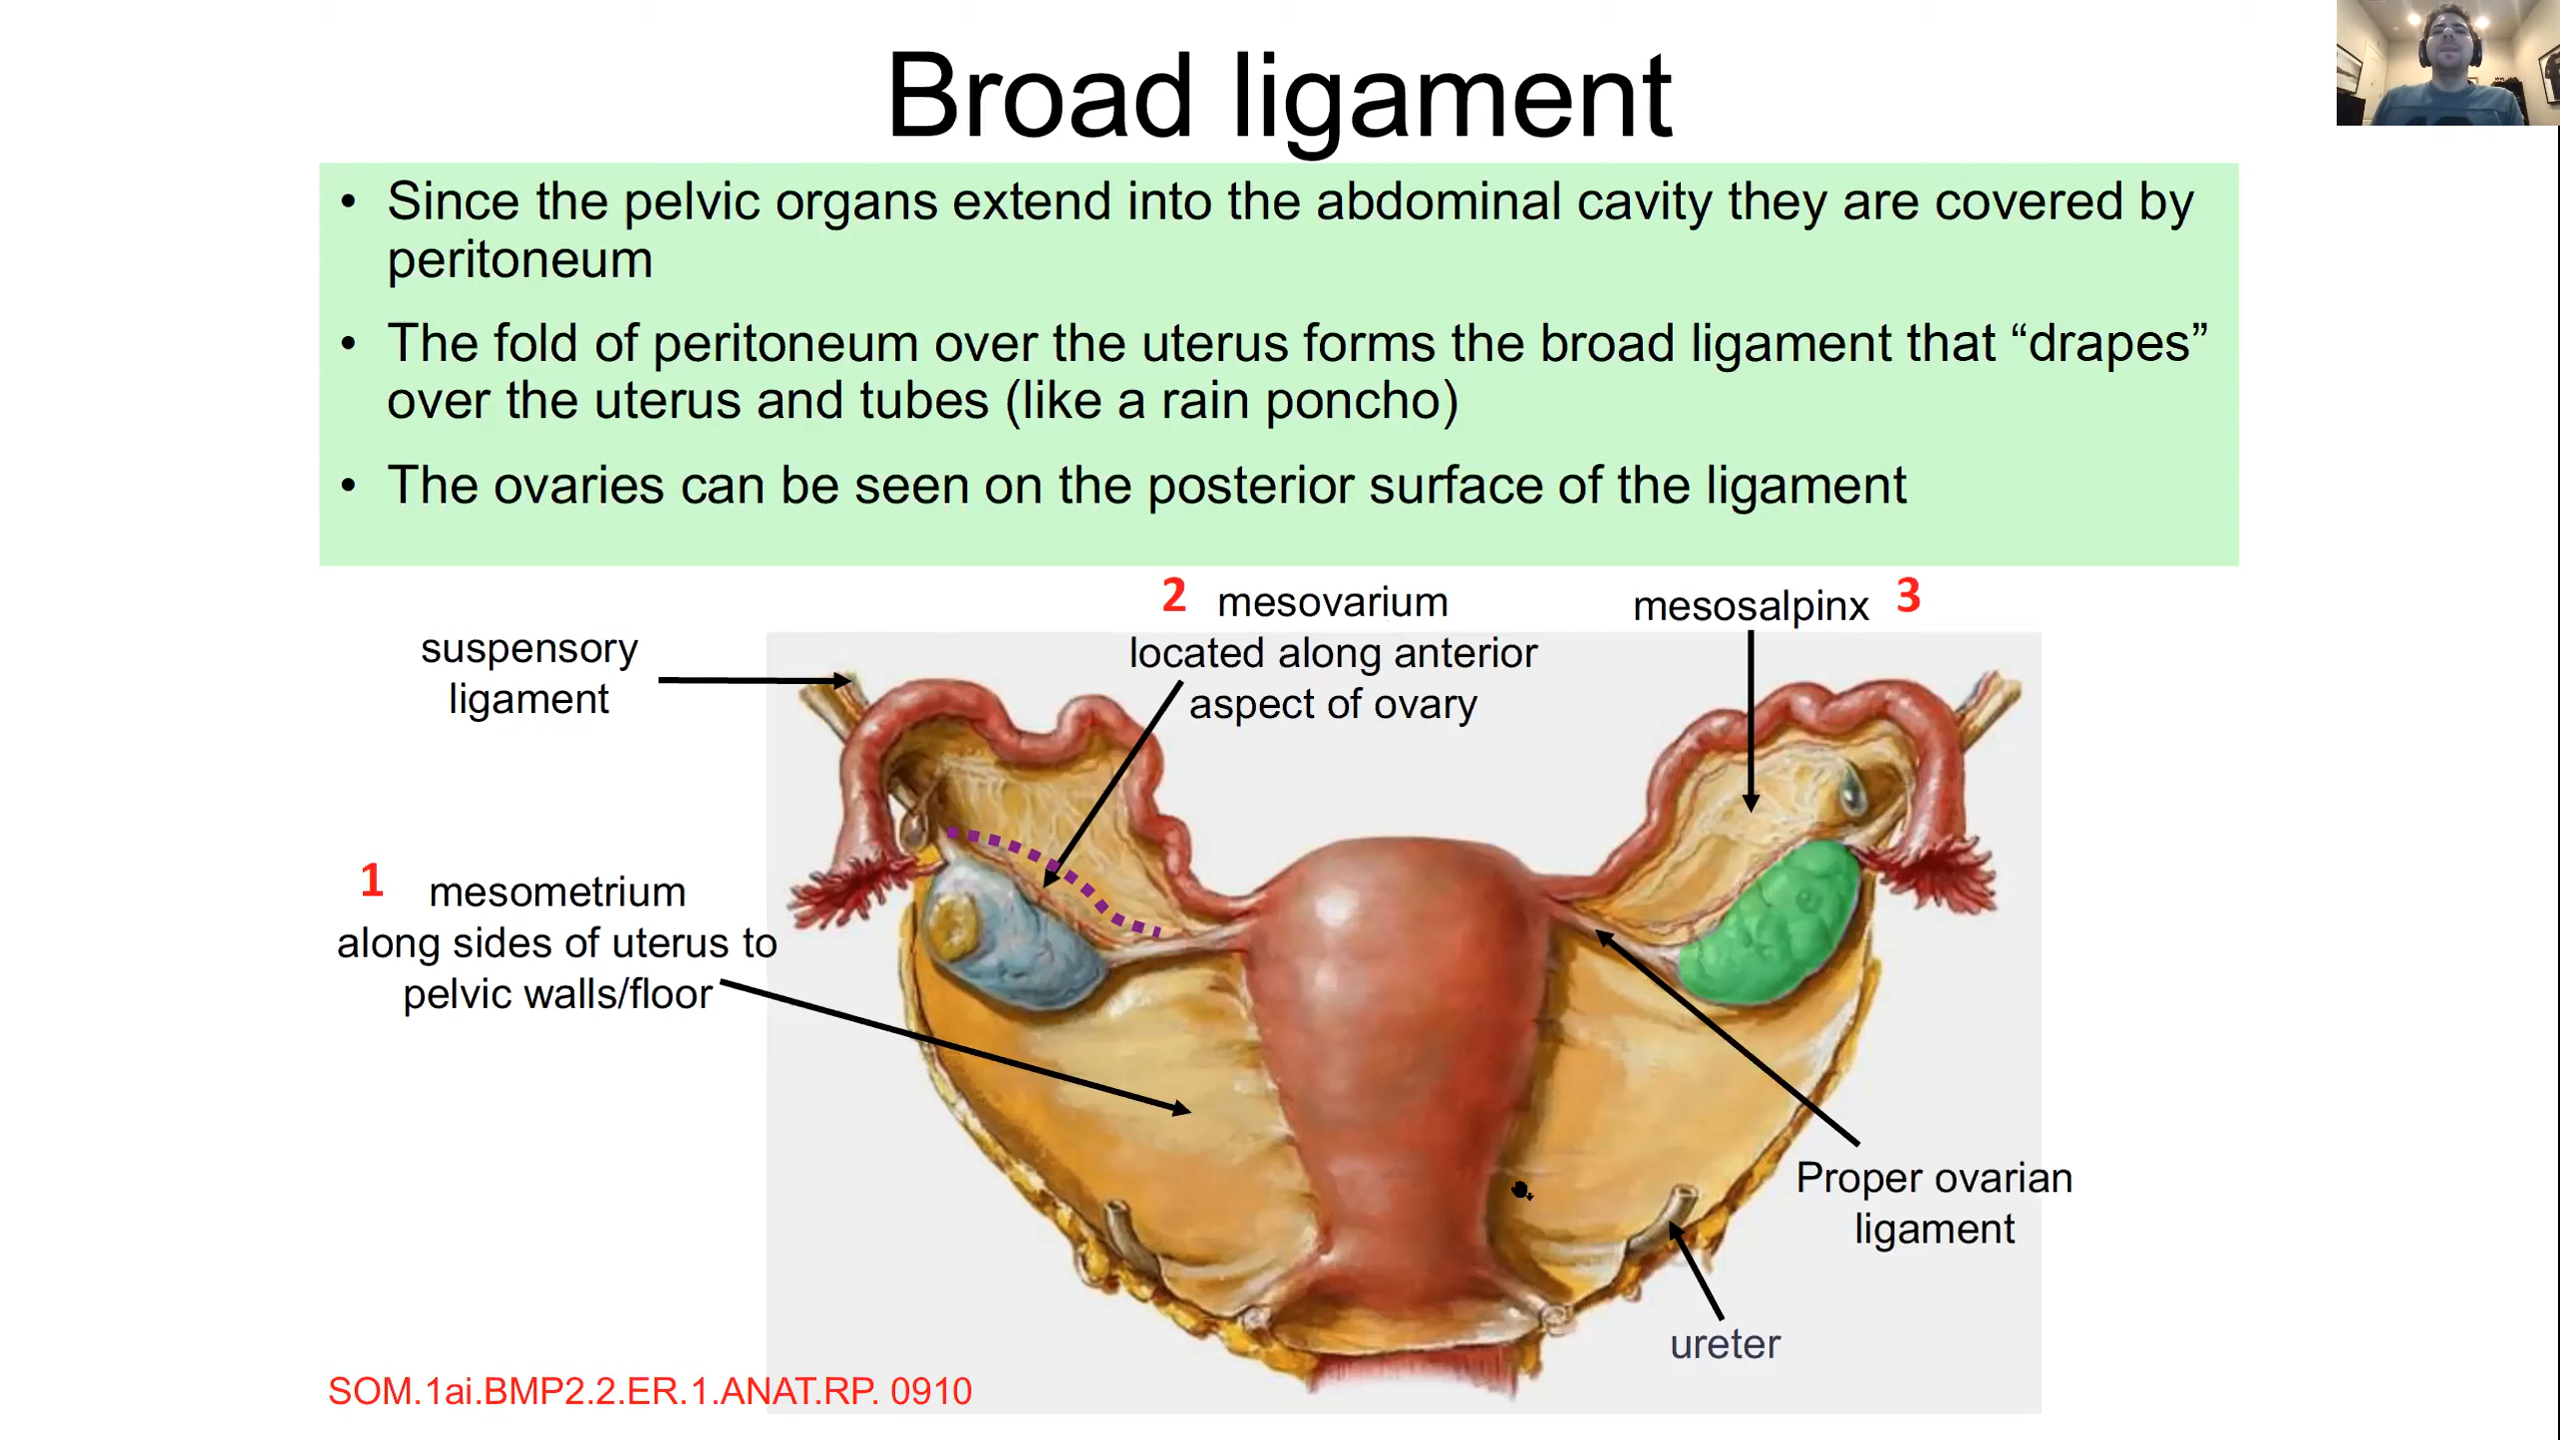 Broad ligament
• Since the pelvic organs extend into the abdominal cavity they are covered by
peritoneum
• The fold of peritoneum over the uterus forms the broad ligament that “drapes”
over the uterus and tubes (like a rain poncho)
• The ovaries can be seen on the posterior surface of the ligament
suspensory
ligament
2 mesovarium
located along anterior
aspect of ovary
mesosalpinx 3
1 mesometrium
along sides of uterus to
pelvic walls/floor
Proper ovarian
ligament
ureter
SOM.1ai.BMP2.2.ER.1.ANAT.RP. 0910